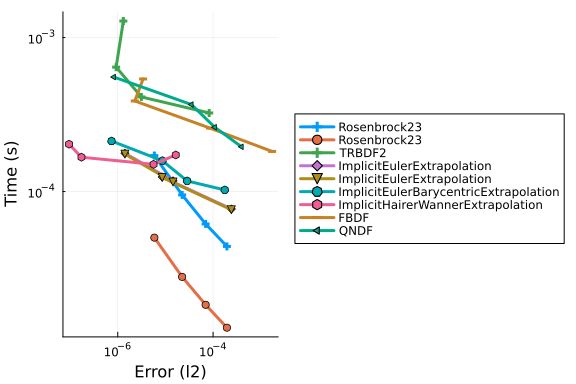 10⁻³
10⁻⁴
Time (s)
10⁻⁶
10⁻⁴
Error (l2)
Rosenbrock23
Rosenbrock23
TRBDF2
ImplicitEulerExtrapolation
ImplicitEulerExtrapolation
ImplicitEulerBarycentricExtrapolation
ImplicitHairerWannerExtrapolation
FBDF
QNDF